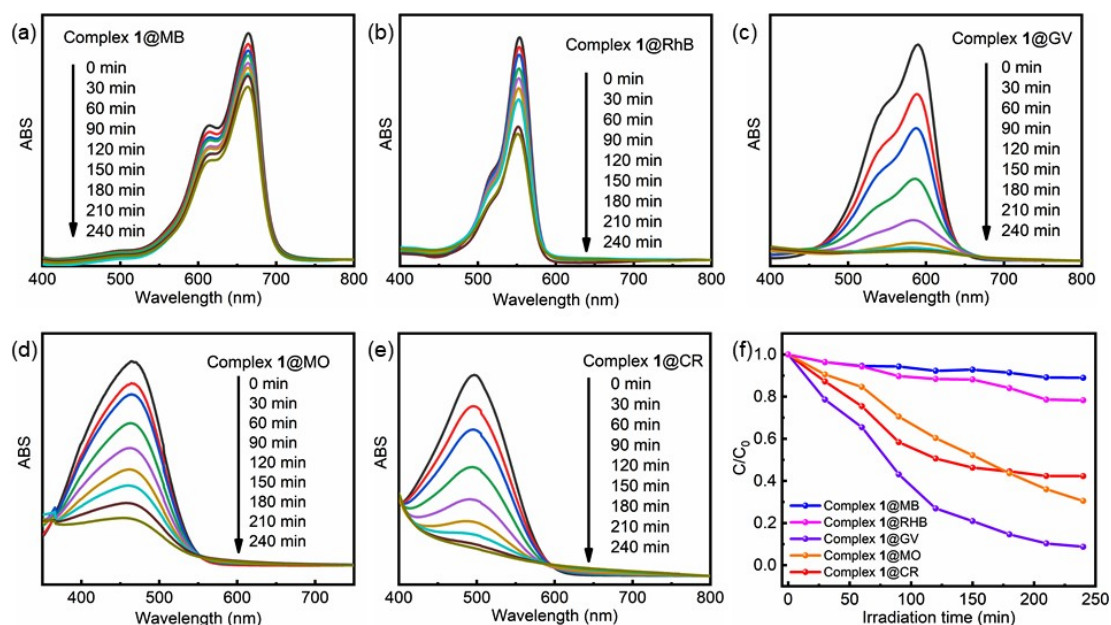 (a)
Complex 1@MB
0 min
30 min
60 min
90 min
120 min
150 min
180 min
210 min
240 min
ABS
400 500 600 700 800
Wavelength (nm)
(b)
Complex 1@RhB
0 min
30 min
60 min
90 min
120 min
150 min
180 min
210 min
240 min
ABS
400 500 600 700 800
Wavelength (nm)
(c)
Complex 1@GV
0 min
30 min
60 min
90 min
120 min
150 min
180 min
210 min
240 min
ABS
400 500 600 700 800
Wavelength (nm)
(d)
Complex 1@MO
0 min
30 min
60 min
90 min
120 min
150 min
180 min
210 min
240 min
ABS
400 500 600 700
Wavelength (nm)
(e)
Complex 1@CR
0 min
30 min
60 min
90 min
120 min
150 min
180 min
210 min
240 min
ABS
400 500 600 700 800
Wavelength (nm)
(f)
1.0
0.8
0.6
0.4
0.2
0.0
C/C0
Complex 1@MB
Complex 1@RHB
Complex 1@GV
Complex 1@MO
Complex 1@CR
0 50 100 150 200 250
Irradiation time (min)